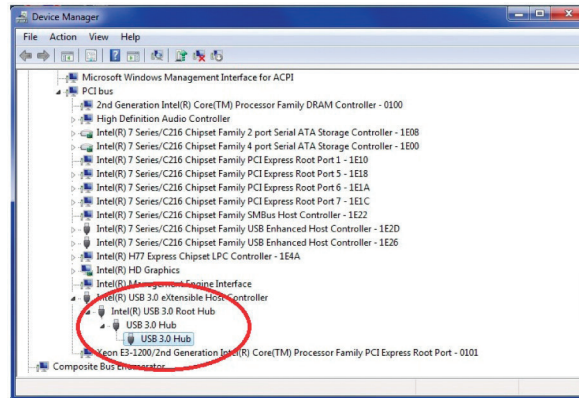 Device Manager
File Action View Help
Microsoft Windows Management Interface for ACPI
PCI bus
2nd Generation Intel(R) Core(TM) Processor Family DRAM Controller - 0100
High Definition Audio Controller
Intel(R) 7 Series/C216 Chipset Family 2 port Serial ATA Storage Controller - 1E08
Intel(R) 7 Series/C216 Chipset Family 4 port Serial ATA Storage Controller - 1E00
Intel(R) 7 Series/C216 Chipset Family PCI Express Root Port 1 - 1E10
Intel(R) 7 Series/C216 Chipset Family PCI Express Root Port 5 - 1E18
Intel(R) 7 Series/C216 Chipset Family PCI Express Root Port 6 - 1E1A
Intel(R) 7 Series/C216 Chipset Family PCI Express Root Port 7 - 1E1C
Intel(R) 7 Series/C216 Chipset Family SMBus Host Controller - 1E22
Intel(R) 7 Series/C216 Chipset Family USB Enhanced Host Controller - 1E2D
Intel(R) 7 Series/C216 Chipset Family USB Enhanced Host Controller - 1E26
Intel(R) H77 Express Chipset LPC Controller - 1E4A
Intel(R) HD Graphics
Intel(R) Management Engine Interface
Intel(R) USB 3.0 eXtensible Host Controller
Intel(R) USB 3.0 Root Hub
USB 3.0 Hub
USB 3.0 Hub
Xeon E3-1200/2nd Generation Intel(R) Core(TM) Processor Family PCI Express Root Port - 0101
Composite Bus Enumerator